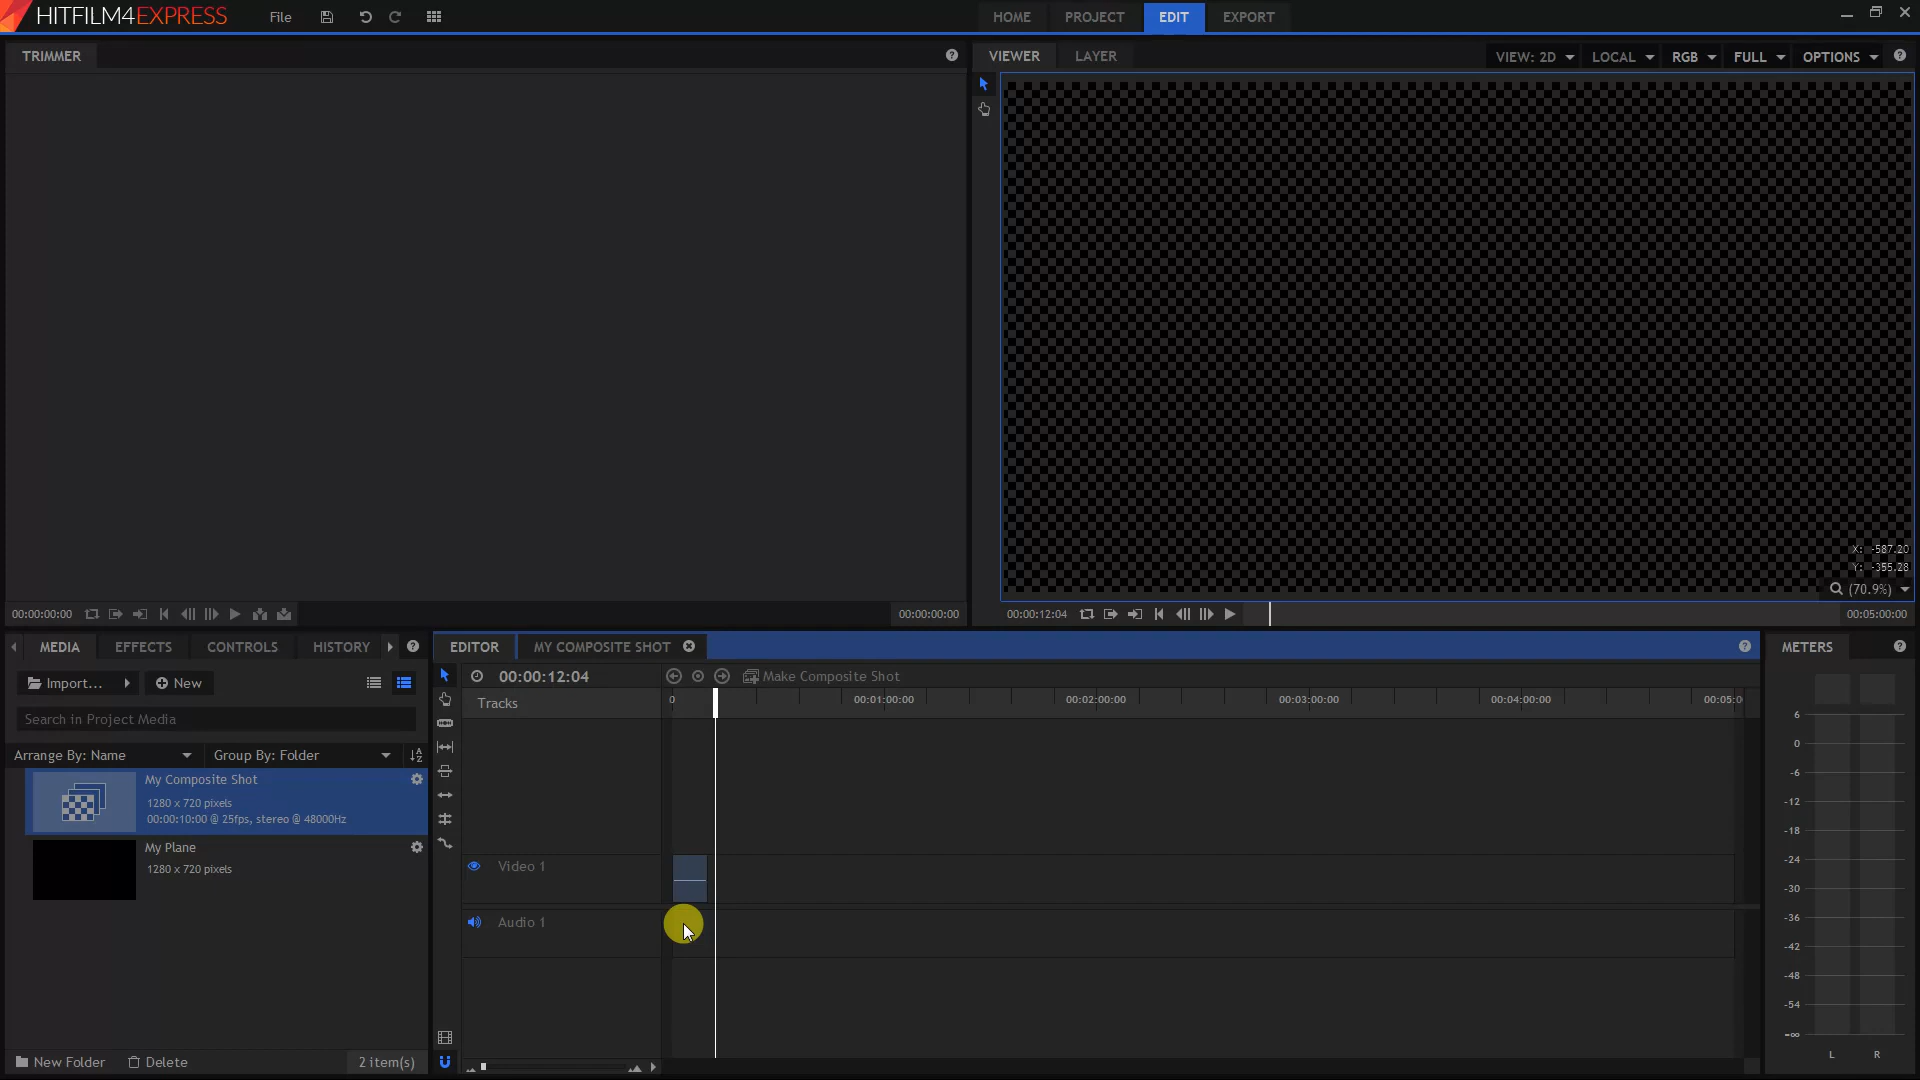 HITFILM4EXPRESS File HOME PROJECT EDIT EXPORT
TRIMMER
VIEWER LAYER VIEW: 2D LOCAL RGB FULL OPTIONS
X: -587.20
Y: -355.28
(70.9%)
00:00:00:00 00:00:00:00
00:00:12:04 00:05:00:00
MEDIA EFFECTS CONTROLS HISTORY
Import... New
Search in Project Media
Arrange By: Name Group By: Folder
My Composite Shot
1280 x 720 pixels
00:00:10:00 @ 25fps, stereo @ 48000Hz
My Plane
1280 x 720 pixels
New Folder Delete 2 item(s)
EDITOR MY COMPOSITE SHOT
00:00:12:04 Make Composite Shot
Tracks 0 00:01:00:00 00:02:00:00 00:03:00:00 00:04:00:00 00:05:0
Video 1
Audio 1
METERS
6
0
-6
-12
-18
-24
-30
-36
-42
-48
-54
-∞
L R